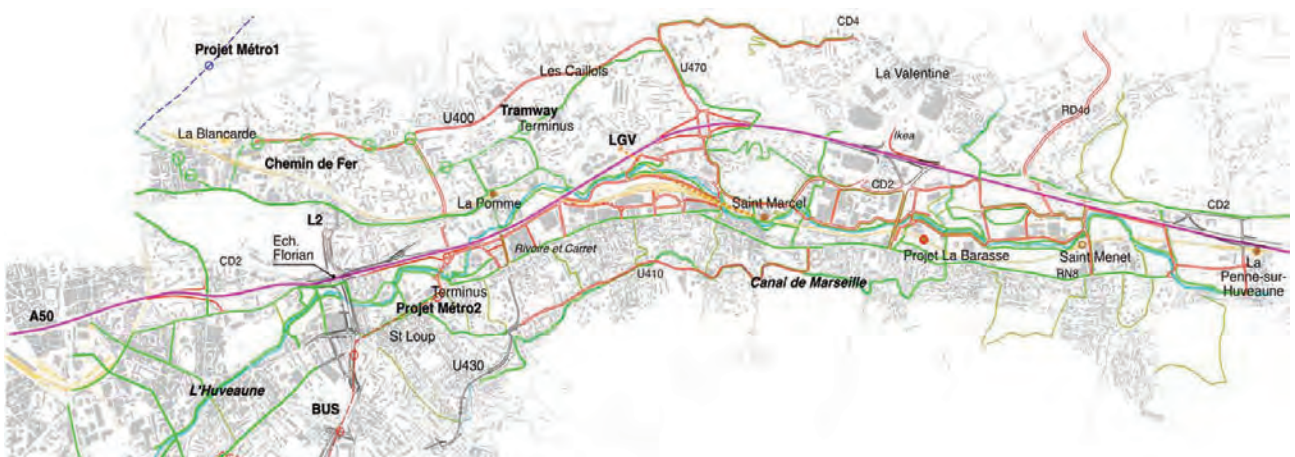 CD4
Projet Métro1
Les Caillols
U470
La Valentine
RD4d
U400
Tramway
Terminus
La Blancarde
Ikea
LGV
Chemin de Fer
CD2
La Pomme
Saint Marcel
L2
CD2
Ech.
Florian
Rivoire et Carret
CD2
Projet La Barasse
Saint Menet
La
Penne-sur-
Huveaune
U410
RN8
Canal de Marseille
Terminus
Projet Métro2
A50
St Loup
U430
L'Huveaune
BUS